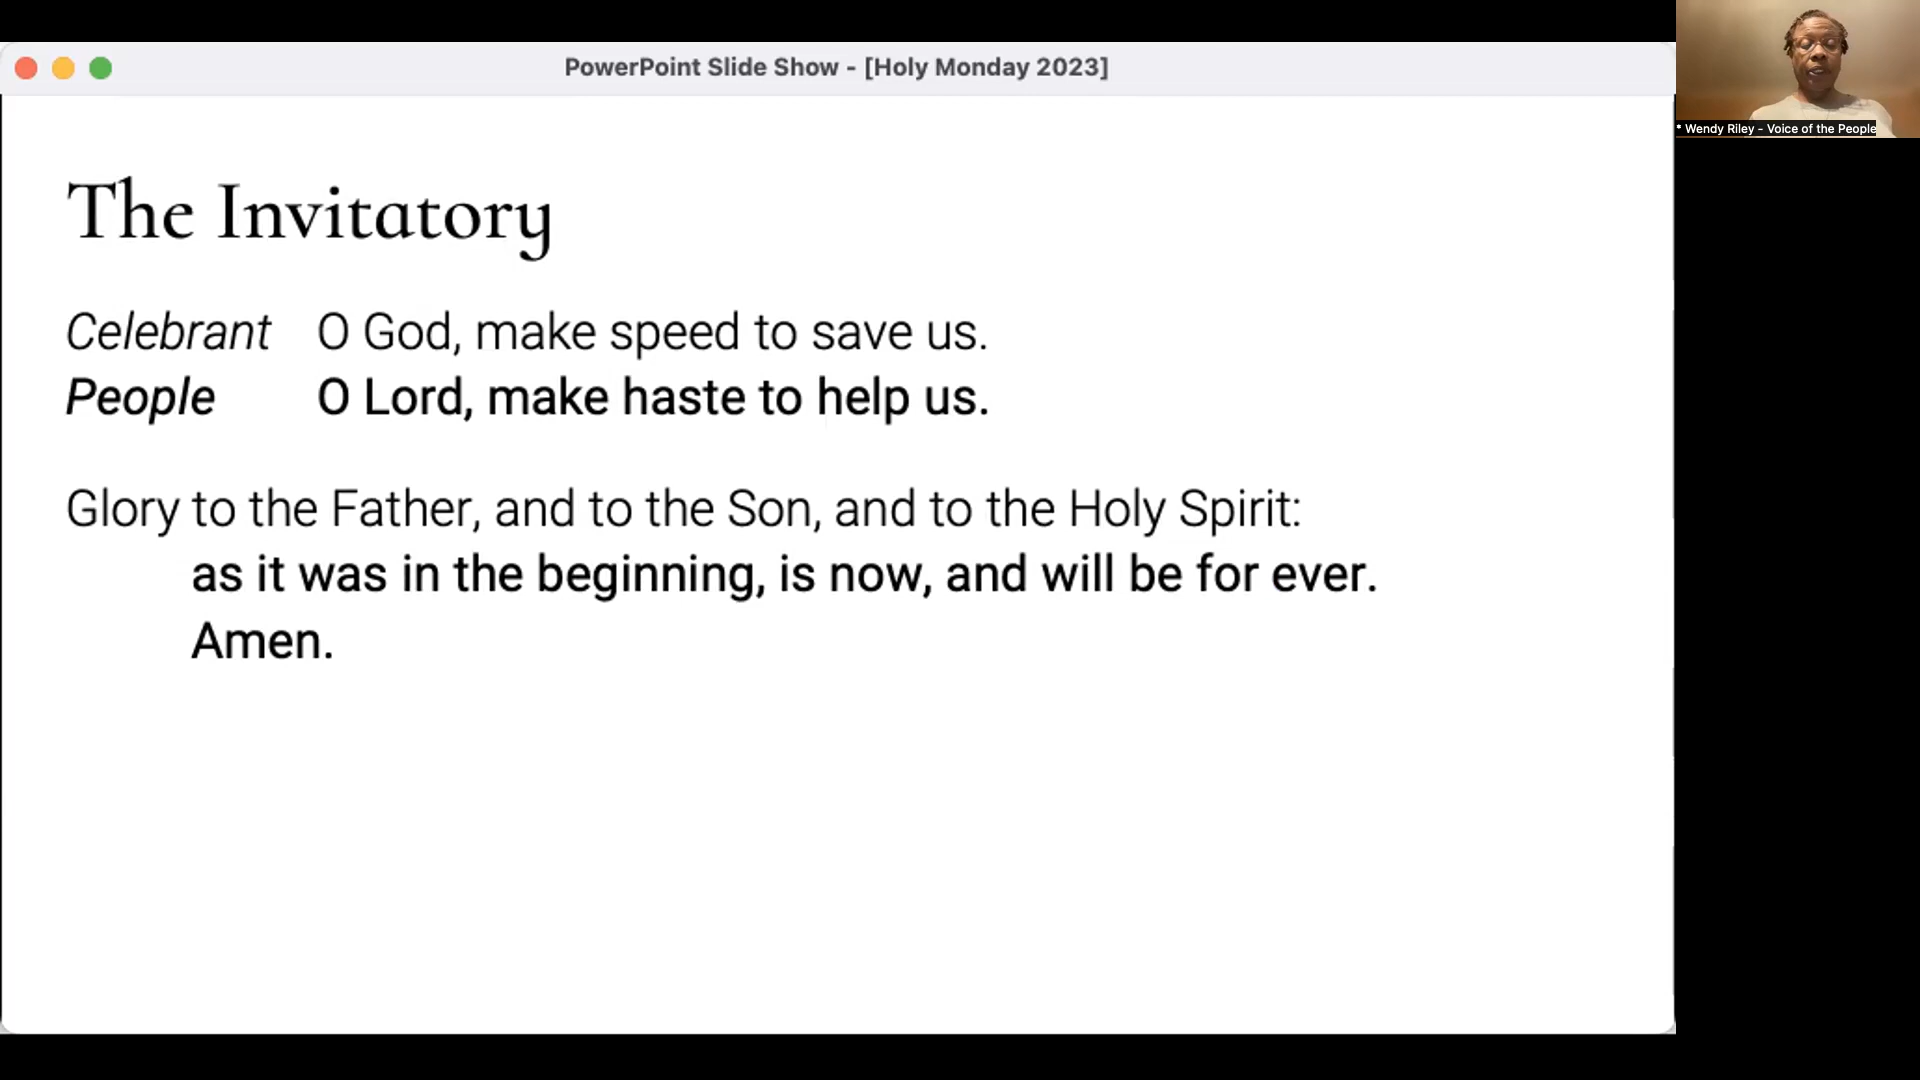 PowerPoint Slide Show - [Holy Monday 2023]
* Wendy Riley - Voice of the People
The Invitatory
Celebrant O God, make speed to save us.
People O Lord, make haste to help us.
Glory to the Father, and to the Son, and to the Holy Spirit:
as it was in the beginning, is now, and will be for ever.
Amen.